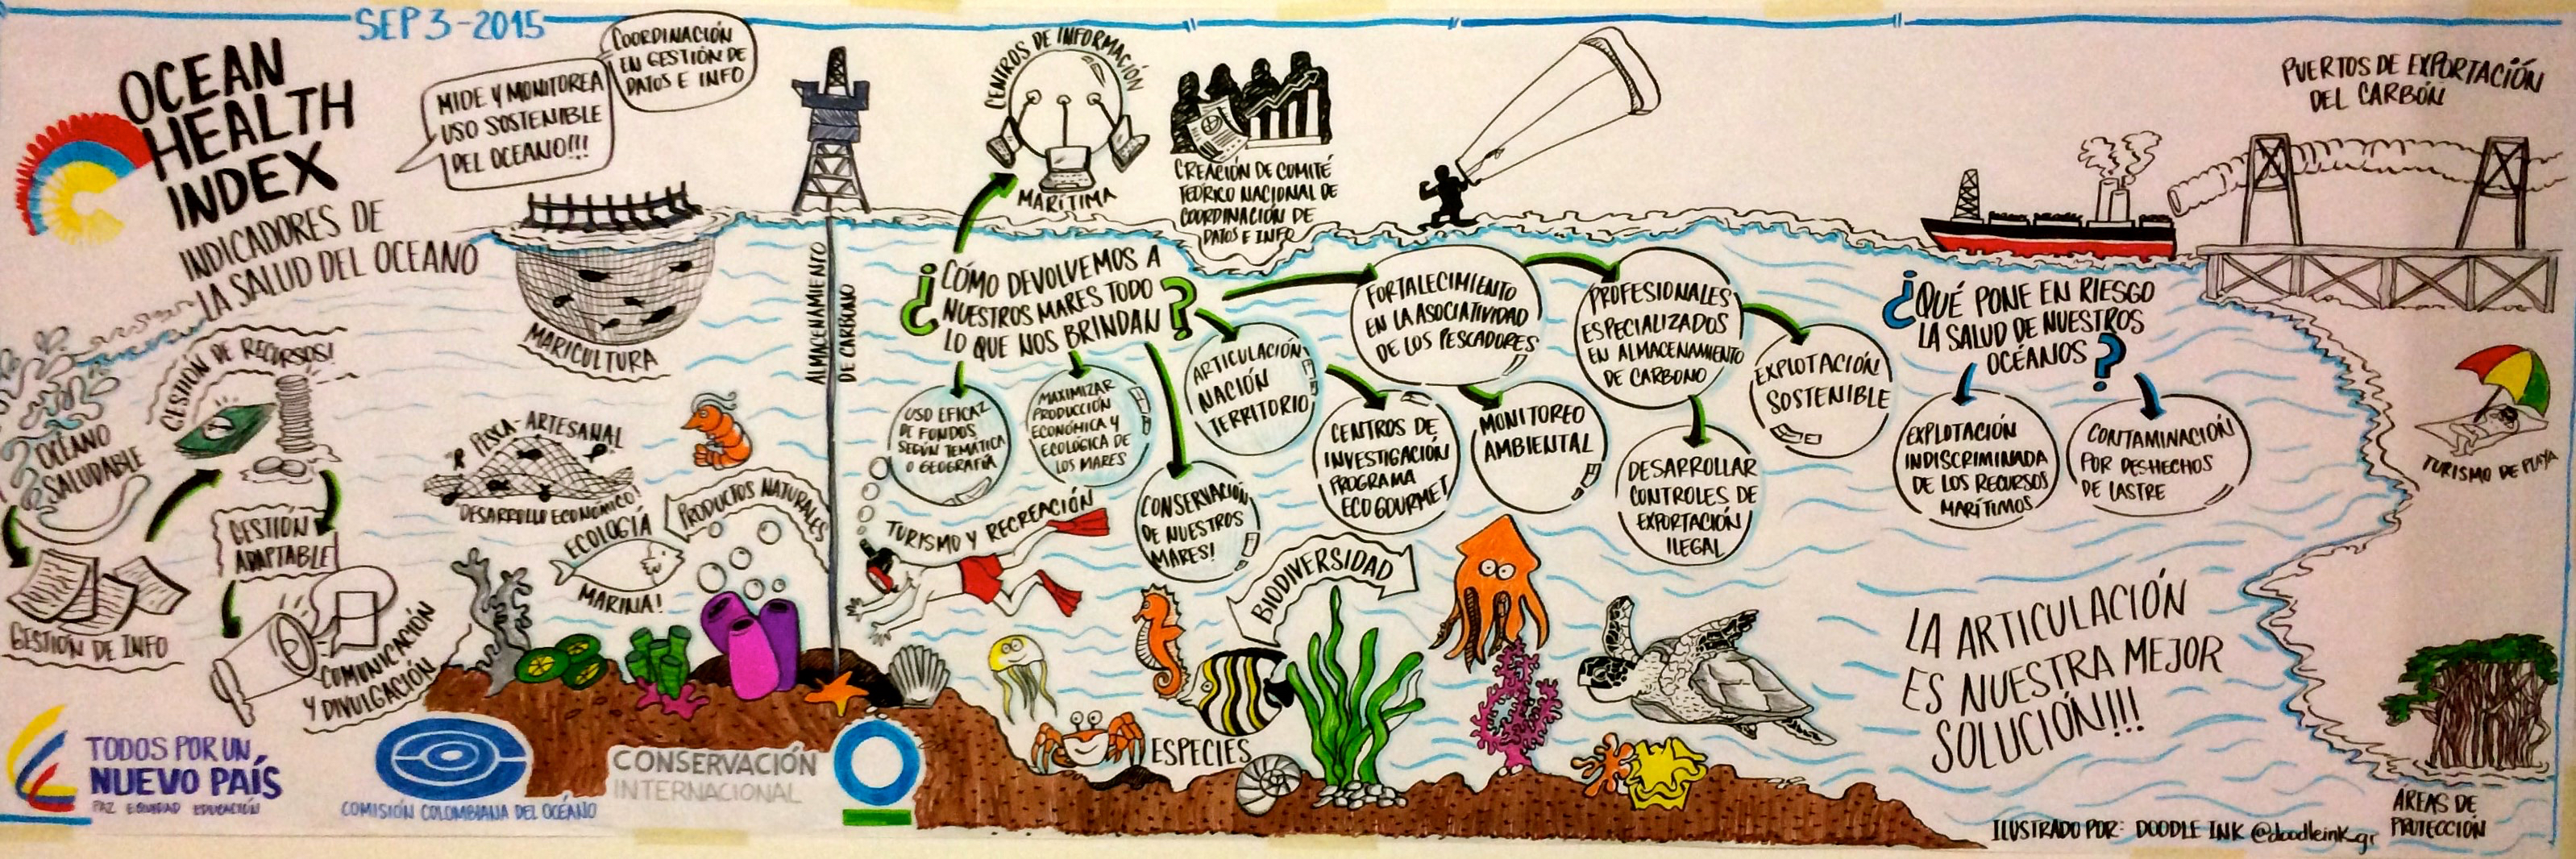 SEP 3-2015
OCEAN
HEALTH
INDEX
INDICADORES DE
LA SALUD DEL OCEANO
MIDE Y MONITOREA
USO SOSTENIBLE
DEL OCEANO!!!
COORDINACIÓN
EN GESTIÓN DE
DATOS E INFO
MARICULTURA
ALMACENAMIENTO
DE CARBONO
CENTROS DE INFORMACIÓN
MARÍTIMA
CREACIÓN DE COMITÉ
TEÓRICO NACIONAL DE
COORDINACIÓN DE
DATOS E INFO
PUERTOS DE EXPORTACIÓN
DEL CARBÓN
OCÉANO
SALUDABLE
GESTIÓN DE INFO
GESTIÓN DE RECURSOS!
GESTIÓN
ADAPTABLE
COMUNICACIÓN
Y DIVULGACIÓN
PESCA-ARTESANAL
DESARROLLO ECONÓMICO!
ECOLOGÍA
MARINA!
PRODUCTOS NATURALES
¿CÓMO DEVOLVEMOS A
NUESTROS MARES TODO
LO QUE NOS BRINDAN?
USO EFICAZ
DE FONDOS
SEGÚN TEMATICA
O GEOGRAFÍA
MAXIMIZAR
PRODUCCIÓN
ECONÓMICA Y
ECOLÓGICA DE
LOS MARES
CONSERVACIÓN
DE NUESTROS
MARES!
ARTICULACIÓN
NACIÓN
TERRITORIO
CENTROS DE
INVESTIGACIÓN
PROGRAMA
ECO GOURMET
FORTALECIMIENTO
EN LA ASOCIATIVIDAD
DE LOS PESCADORES
MONITOREO
AMBIENTAL
PROFESIONALES
ESPECIALIZADOS
EN ALMACENAMIENTO
DE CARBONO
EXPLOTACIÓN
SOSTENIBLE
DESARROLLAR
CONTROLES DE
EXPORTACIÓN
ILEGAL
TURISMO Y RECREACIÓN
BIODIVERSIDAD
ESPECIES
¿QUÉ PONE EN RIESGO
LA SALUD DE NUESTROS
OCÉANOS?
EXPLOTACIÓN
INDISCRIMINADA
DE LOS RECURSOS
MARÍTIMOS
CONTAMINACIÓN
POR DESHECHOS
DE LASTRE
TURISMO DE PLAYA
LA ARTICULACIÓN
ES NUESTRA MEJOR
SOLUCIÓN!!!
AREAS DE
PROTECCIÓN
TODOS POR UN
NUEVO PAÍS
PAZ EQUIDAD EDUCACIÓN
COMISIÓN COLOMBIANA DEL OCÉANO
CONSERVACIÓN
INTERNACIONAL
ILUSTRADO POR: DOODLE INK @doodleink_gr